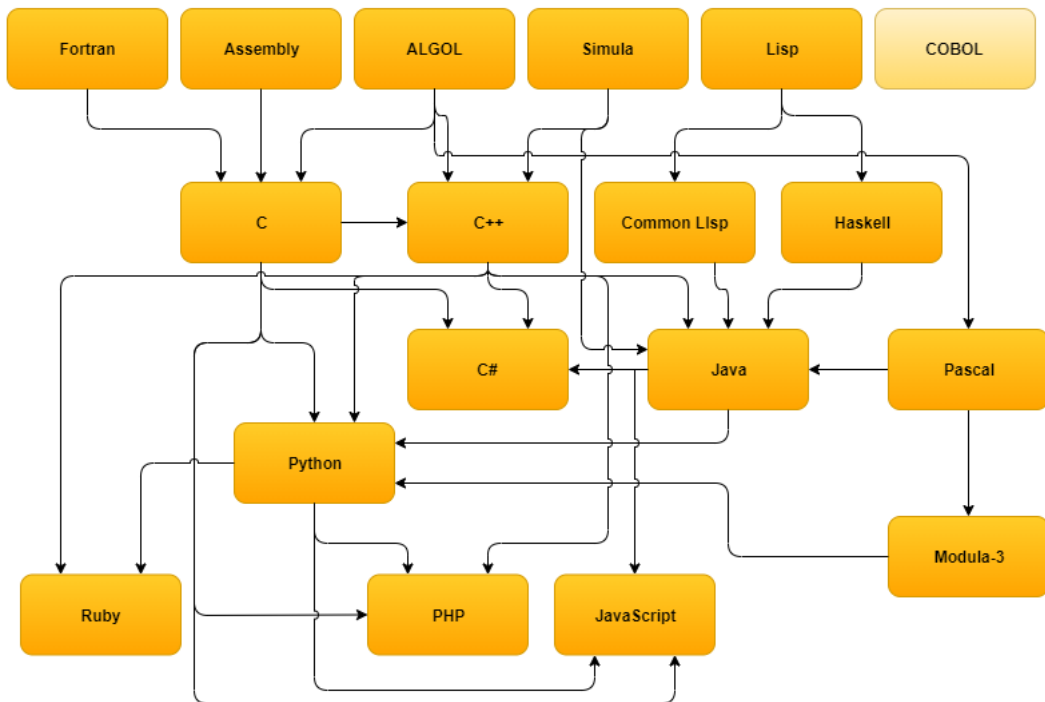 Fortran
Assembly
ALGOL
Simula
Lisp
COBOL
C
C++
Common LIsp
Haskell
C#
Java
Pascal
Python
Modula-3
Ruby
PHP
JavaScript